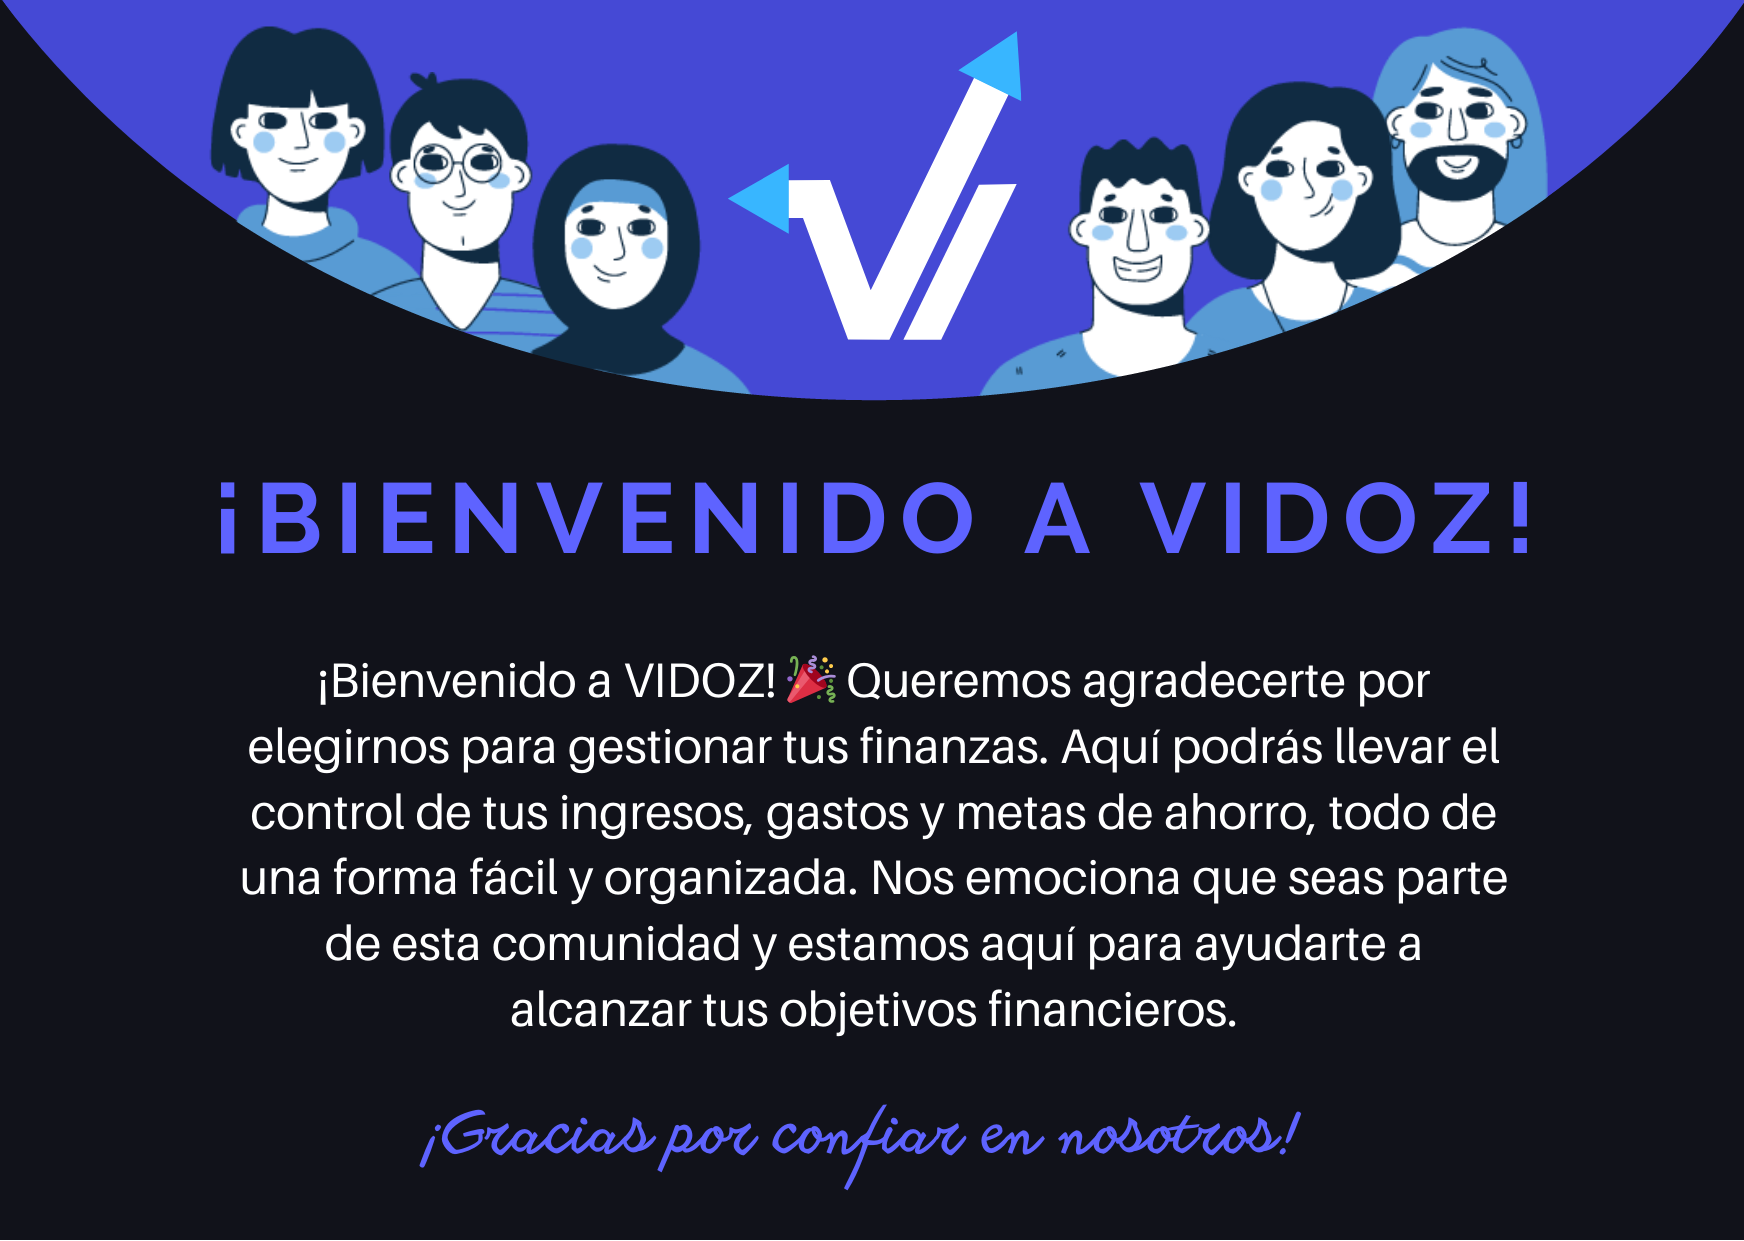 ¡BIENVENIDO A VIDOZ!
¡Bienvenido a VIDOZ! 🎉 Queremos agradecerte por
elegirnos para gestionar tus finanzas. Aquí podrás llevar el
control de tus ingresos, gastos y metas de ahorro, todo de
una forma fácil y organizada. Nos emociona que seas parte
de esta comunidad y estamos aquí para ayudarte a
alcanzar tus objetivos financieros.
¡Gracias por confiar en nosotros!